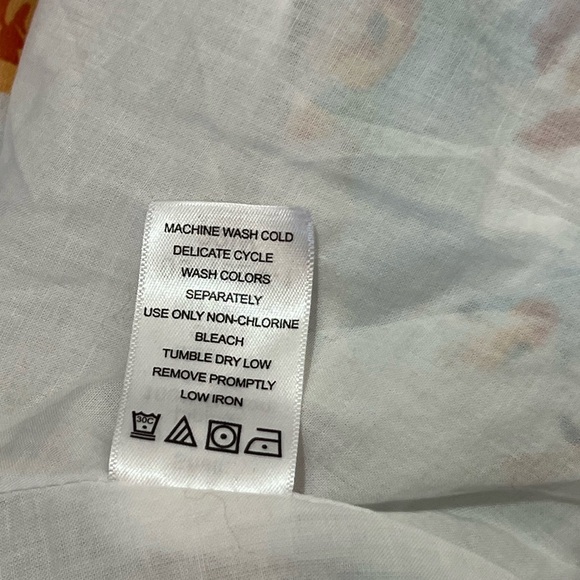 MACHINE WASH COLD
DELICATE CYCLE
WASH COLORS
SEPARATELY
USE ONLY NON-CHLORINE
BLEACH
TUMBLE DRY LOW
REMOVE PROMPTLY
LOW IRON
30C